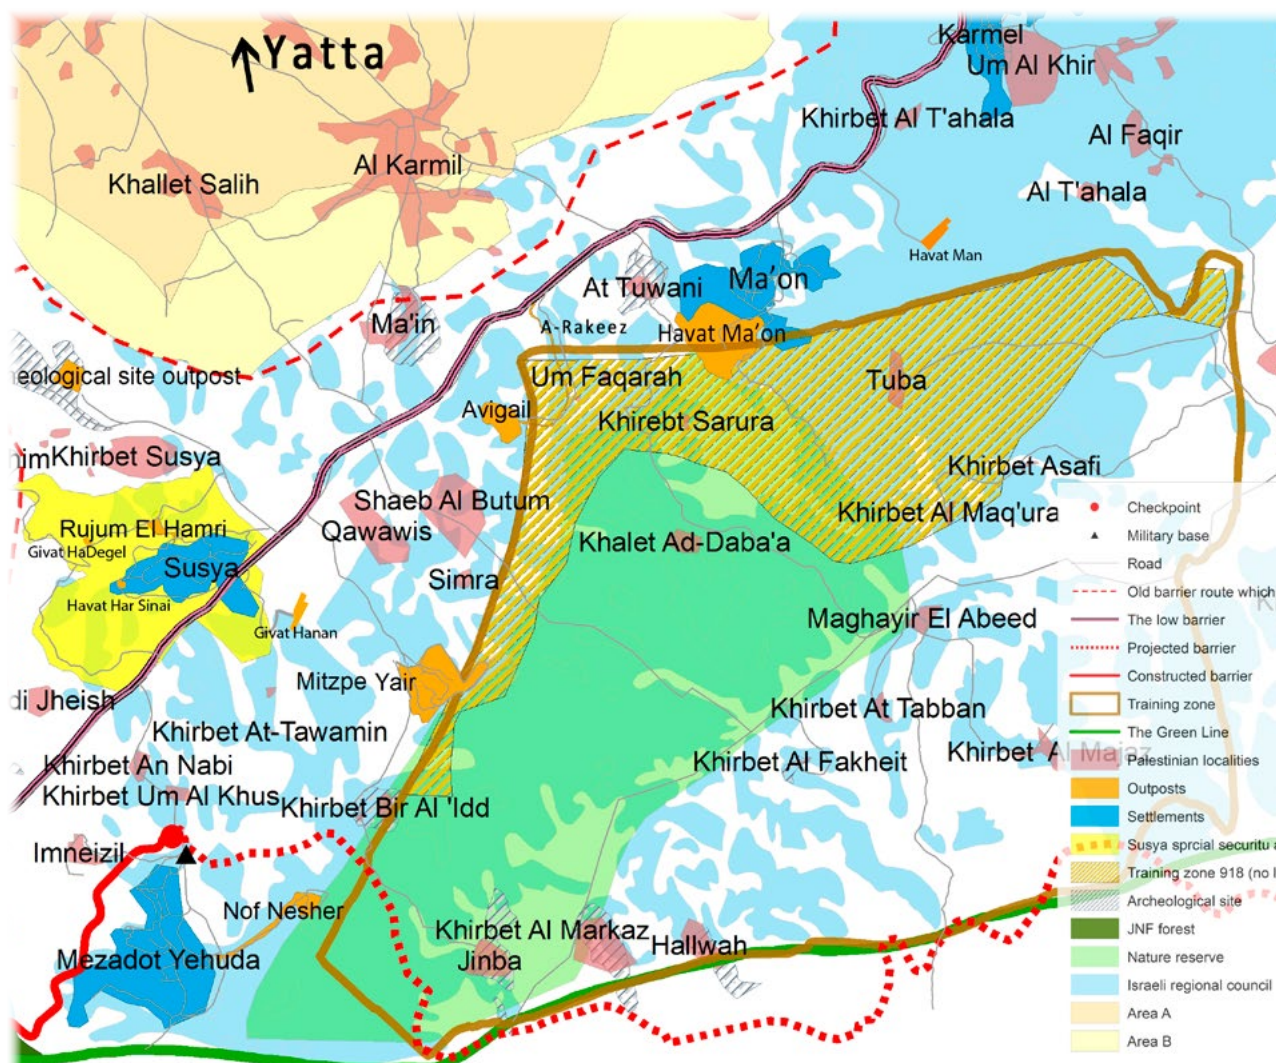 Yatta
Karmel
Um Al Khir
Khirbet Al T'ahala
Al Faqir
Al Karmil
Khallet Salih
Al T'ahala
Havat Man
At Tuwani
Ma'on
Ma'in
A-Rakeez
Havat Ma'on
eological site outpost
Um Faqarah
Tuba
Avigail
Khirebt Sarura
him
Khirbet Susya
Khirbet Asafi
Shaeb Al Butum
Khirbet Al Maq'ura
Rujum El Hamri
Qawawis
Khalet Ad-Daba'a
Givat HaDegel
Susya
Simra
Havat Har Sinai
Maghayir El Abeed
Givat Hanan
Mitzpe Yair
di Jheish
Khirbet At Tabban
Khirbet At-Tawamin
Khirbet Al Majaz
Khirbet Al Fakheit
Khirbet An Nabi
Khirbet Um Al Khus
Khirbet Bir Al 'Idd
Imneizil
Nof Nesher
Khirbet Al Markaz
Hallwah
Mezadot Yehuda
Jinba
Checkpoint
Military base
Road
Old barrier route which
The low barrier
Projected barrier
Constructed barrier
Training zone
The Green Line
Palestinian localities
Outposts
Settlements
Susya sprcial securitu a
Training zone 918 (no l
Archeological site
JNF forest
Nature reserve
Israeli regional council
Area A
Area B